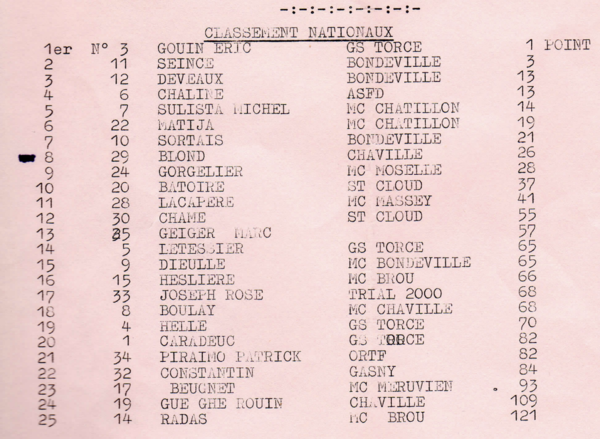 -:-:-:-:-:-:-:-
CLASSEMENT NATIONAUX
1er N° 3 GOUIN ERIC GS TORCE 1 POINT
2 11 SEINCE BONDEVILLE 3
3 12 DEVEAUX BONDEVILLE 13
4 6 CHALINE ASFD 13
5 7 SULISTA MICHEL MC CHATILLON 14
6 22 MATIJA MC CHATILLON 19
7 10 SORTAIS BONDEVILLE 21
8 29 BLOND CHAVILLE 26
9 24 GORGELIER MC MOSELLE 28
10 20 BATOIRE ST CLOUD 37
11 28 LACAPERE MC MASSEY 41
12 30 CHAME ST CLOUD 55
13 35 GEIGER MARC 57
14 5 LETESSIER GS TORCE 65
15 9 DIEULLE MC BONDEVILLE 65
16 15 HESLIERE MC BROU 66
17 33 JOSEPH ROSE TRIAL 2000 68
18 8 BOULAY MC CHAVILLE 68
19 4 HELLE GS TORCE 70
20 1 CARADEUC GS TORCE 82
21 34 PIRAIMO PATRICK ORTF 82
22 32 CONSTANTIN GASNY 84
23 17 BEUGNET MC MERUVIEN 93
24 19 GUE GHE ROUIN CHAVILLE 109
25 14 RADAS MC BROU 121